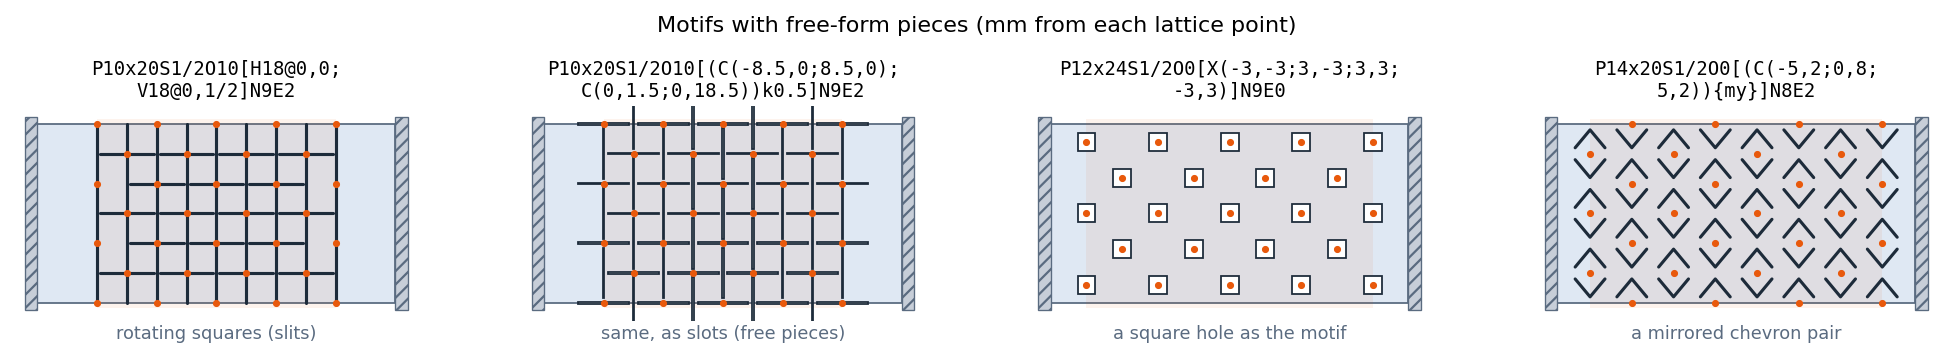 Motifs with free-form pieces (mm from each lattice point)
P10x20S1/2O10[H18@0,0;
V18@0,1/2]N9E2
P10x20S1/2O10[(C(-8.5,0;8.5,0);
C(0,1.5;0,18.5))k0.5]N9E2
P12x24S1/2O0[X(-3,-3;3,-3;3,3;
-3,3)]N9E0
P14x20S1/2O0[(C(-5,2;0,8;
5,2)){my}]N8E2
rotating squares (slits)
same, as slots (free pieces)
a square hole as the motif
a mirrored chevron pair